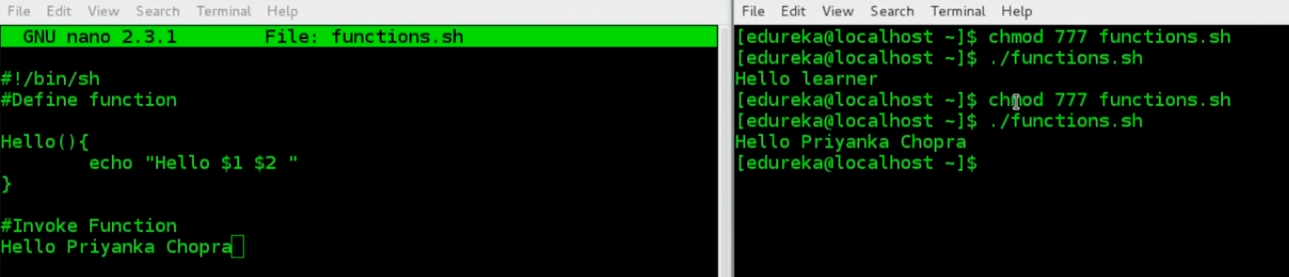 File Edit View Search Terminal Help
GNU nano 2.3.1 File: functions.sh
#!/bin/sh
#Define function
Hello(){
echo "Hello $1 $2 "
}
#Invoke Function
Hello Priyanka Chopra
File Edit View Search Terminal Help
[edureka@localhost ~]$ chmod 777 functions.sh
[edureka@localhost ~]$ ./functions.sh
Hello learner
[edureka@localhost ~]$ chmod 777 functions.sh
[edureka@localhost ~]$ ./functions.sh
Hello Priyanka Chopra
[edureka@localhost ~]$